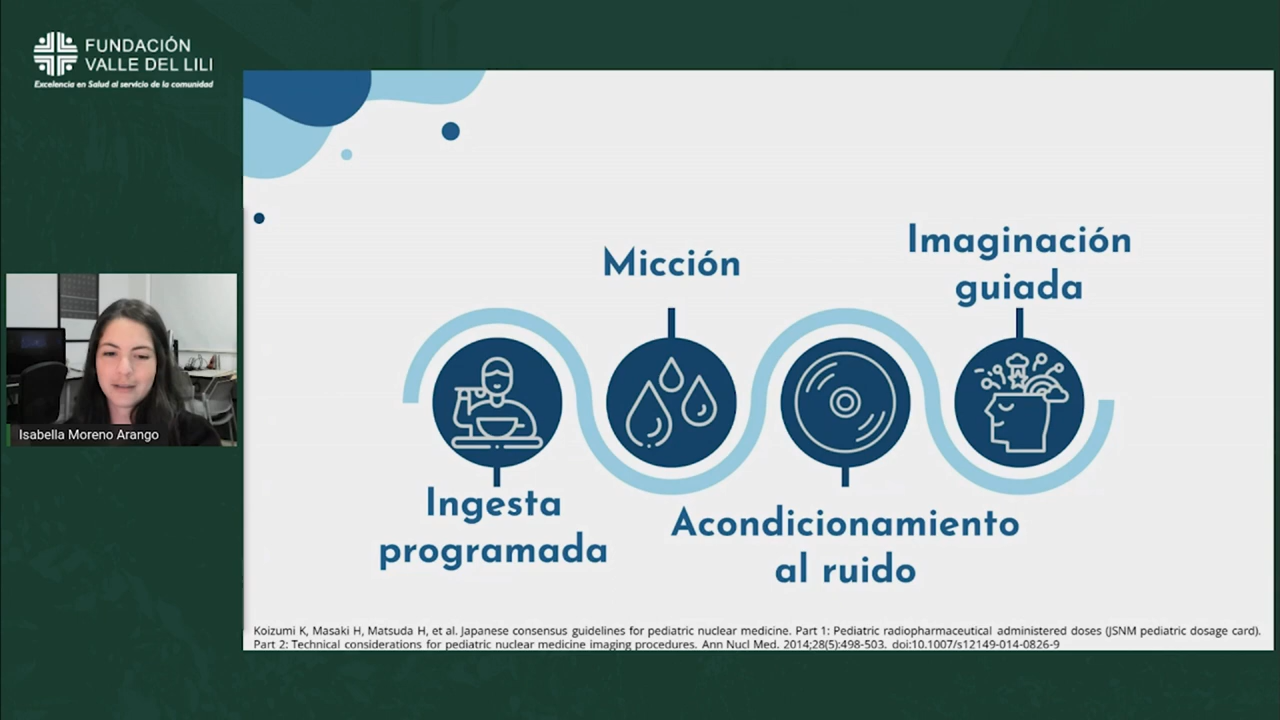 FUNDACIÓN
VALLE DEL LILI
Excelencia en Salud al servicio de la comunidad
Isabella Moreno Arango
Ingesta
programada
Micción
Acondicionamiento
al ruido
Imaginación
guiada
Koizumi K, Masaki H, Matsuda H, et al. Japanese consensus guidelines for pediatric nuclear medicine. Part 1: Pediatric radiopharmaceutical administered doses (JSNM pediatric dosage card).
Part 2: Technical considerations for pediatric nuclear medicine imaging procedures. Ann Nucl Med. 2014;28(5):498-503. doi:10.1007/s12149-014-0826-9